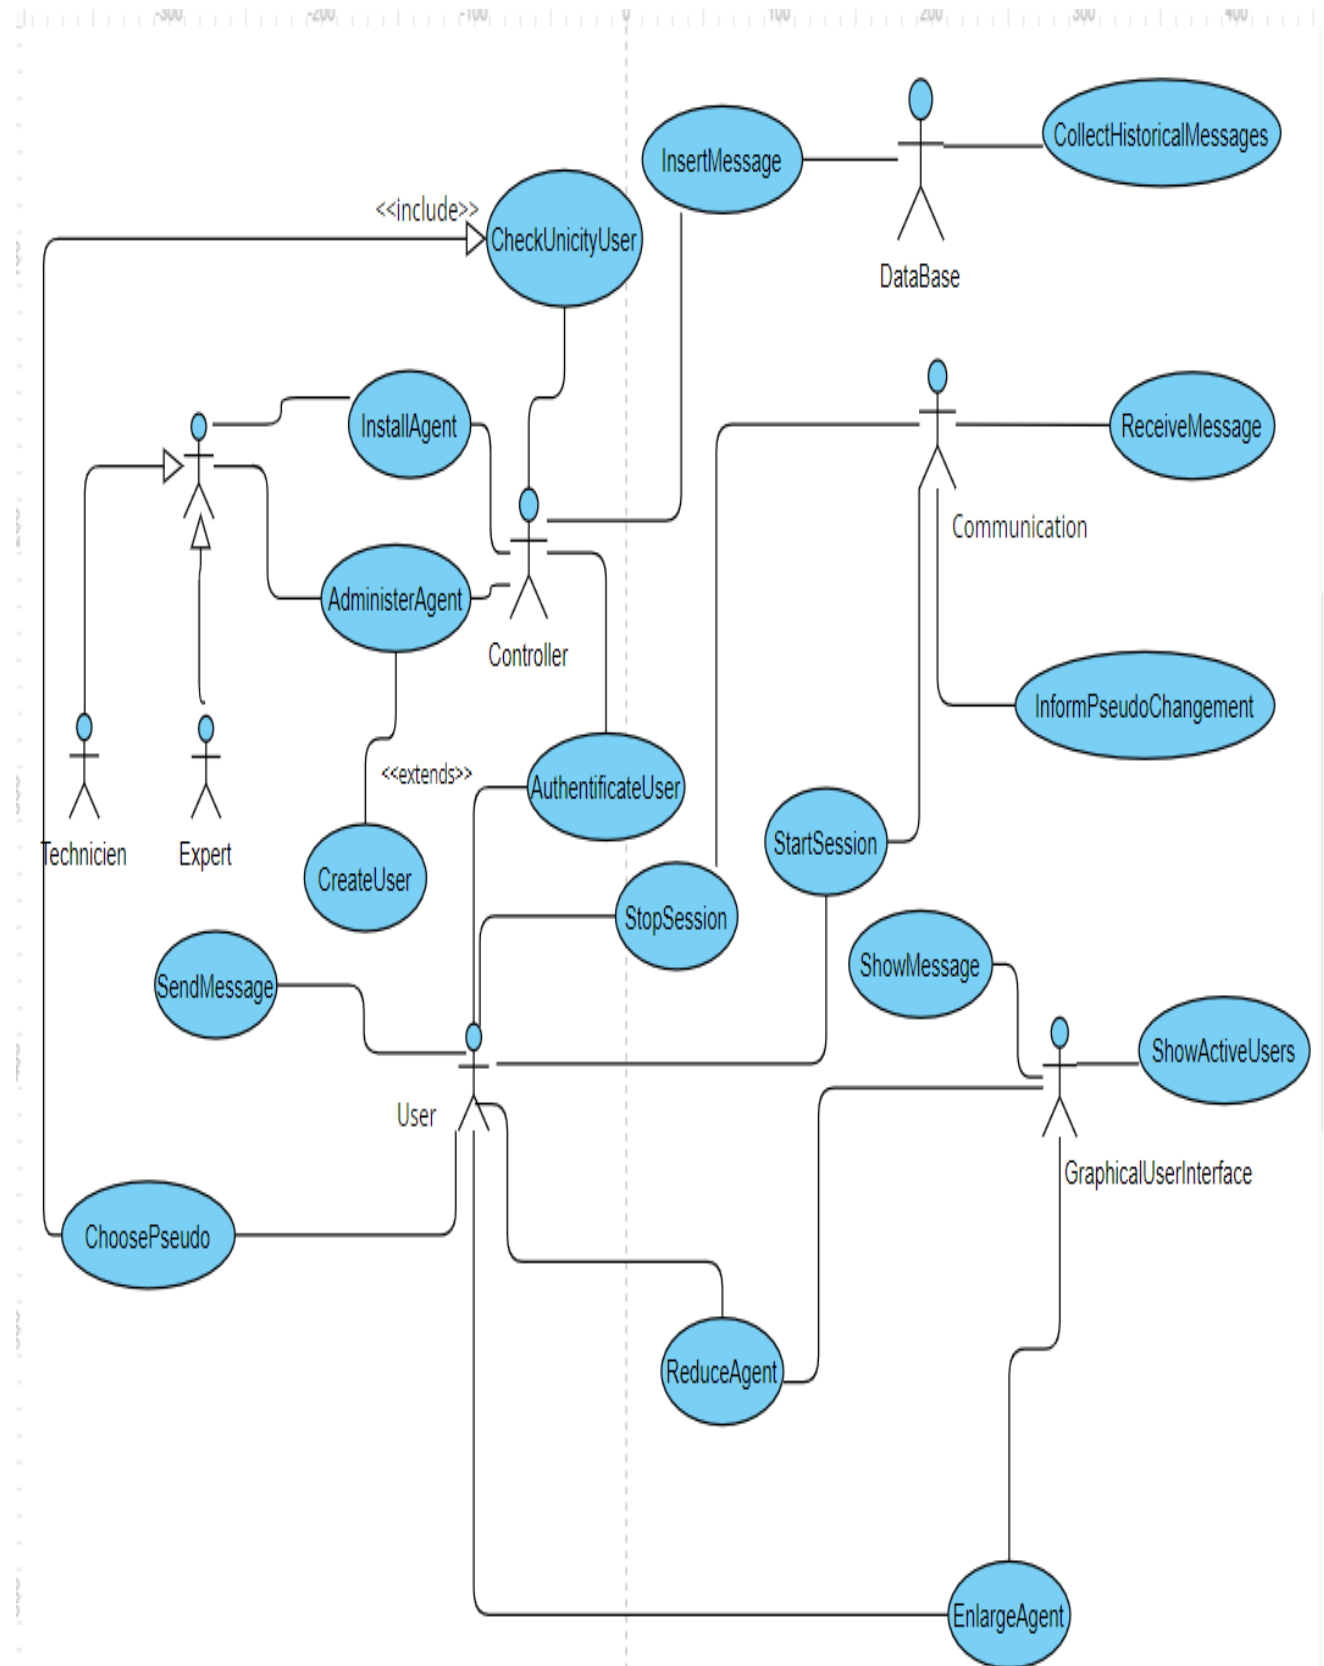 -300
-200
-100
0
100
200
300
400
InsertMessage
CollectHistoricalMessages
<<include>>
CheckUnicityUser
DataBase
InstallAgent
ReceiveMessage
Communication
AdministerAgent
Controller
InformPseudoChangement
<<extends>>
AuthentificateUser
Technicien
Expert
StartSession
CreateUser
StopSession
ShowMessage
SendMessage
ShowActiveUsers
User
GraphicalUserInterface
ChoosePseudo
ReduceAgent
EnlargeAgent